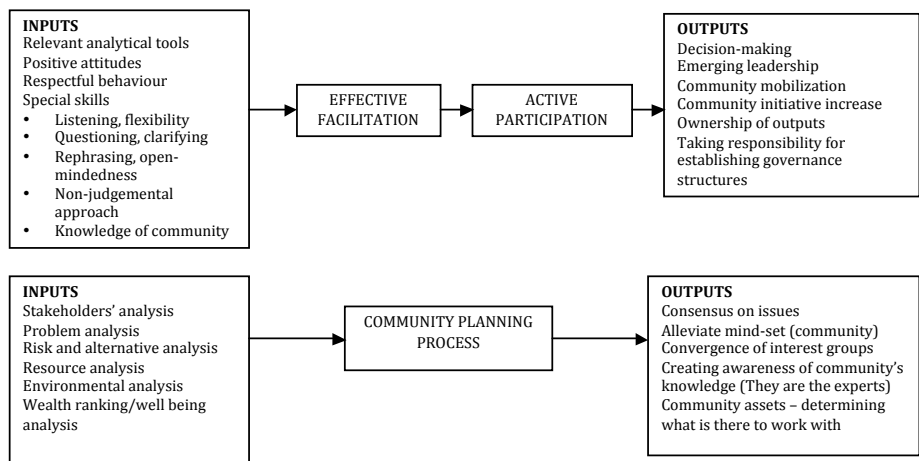 INPUTS
Relevant analytical tools
Positive attitudes
Respectful behaviour
Special skills
• Listening, flexibility
• Questioning, clarifying
• Rephrasing, open-
mindedness
• Non-judgemental
approach
• Knowledge of community
EFFECTIVE
FACILITATION
ACTIVE
PARTICIPATION
OUTPUTS
Decision-making
Emerging leadership
Community mobilization
Community initiative increase
Ownership of outputs
Taking responsibility for
establishing governance
structures
INPUTS
Stakeholders’ analysis
Problem analysis
Risk and alternative analysis
Resource analysis
Environmental analysis
Wealth ranking/well being
analysis
COMMUNITY PLANNING
PROCESS
OUTPUTS
Consensus on issues
Alleviate mind-set (community)
Convergence of interest groups
Creating awareness of community’s
knowledge (They are the experts)
Community assets – determining
what is there to work with